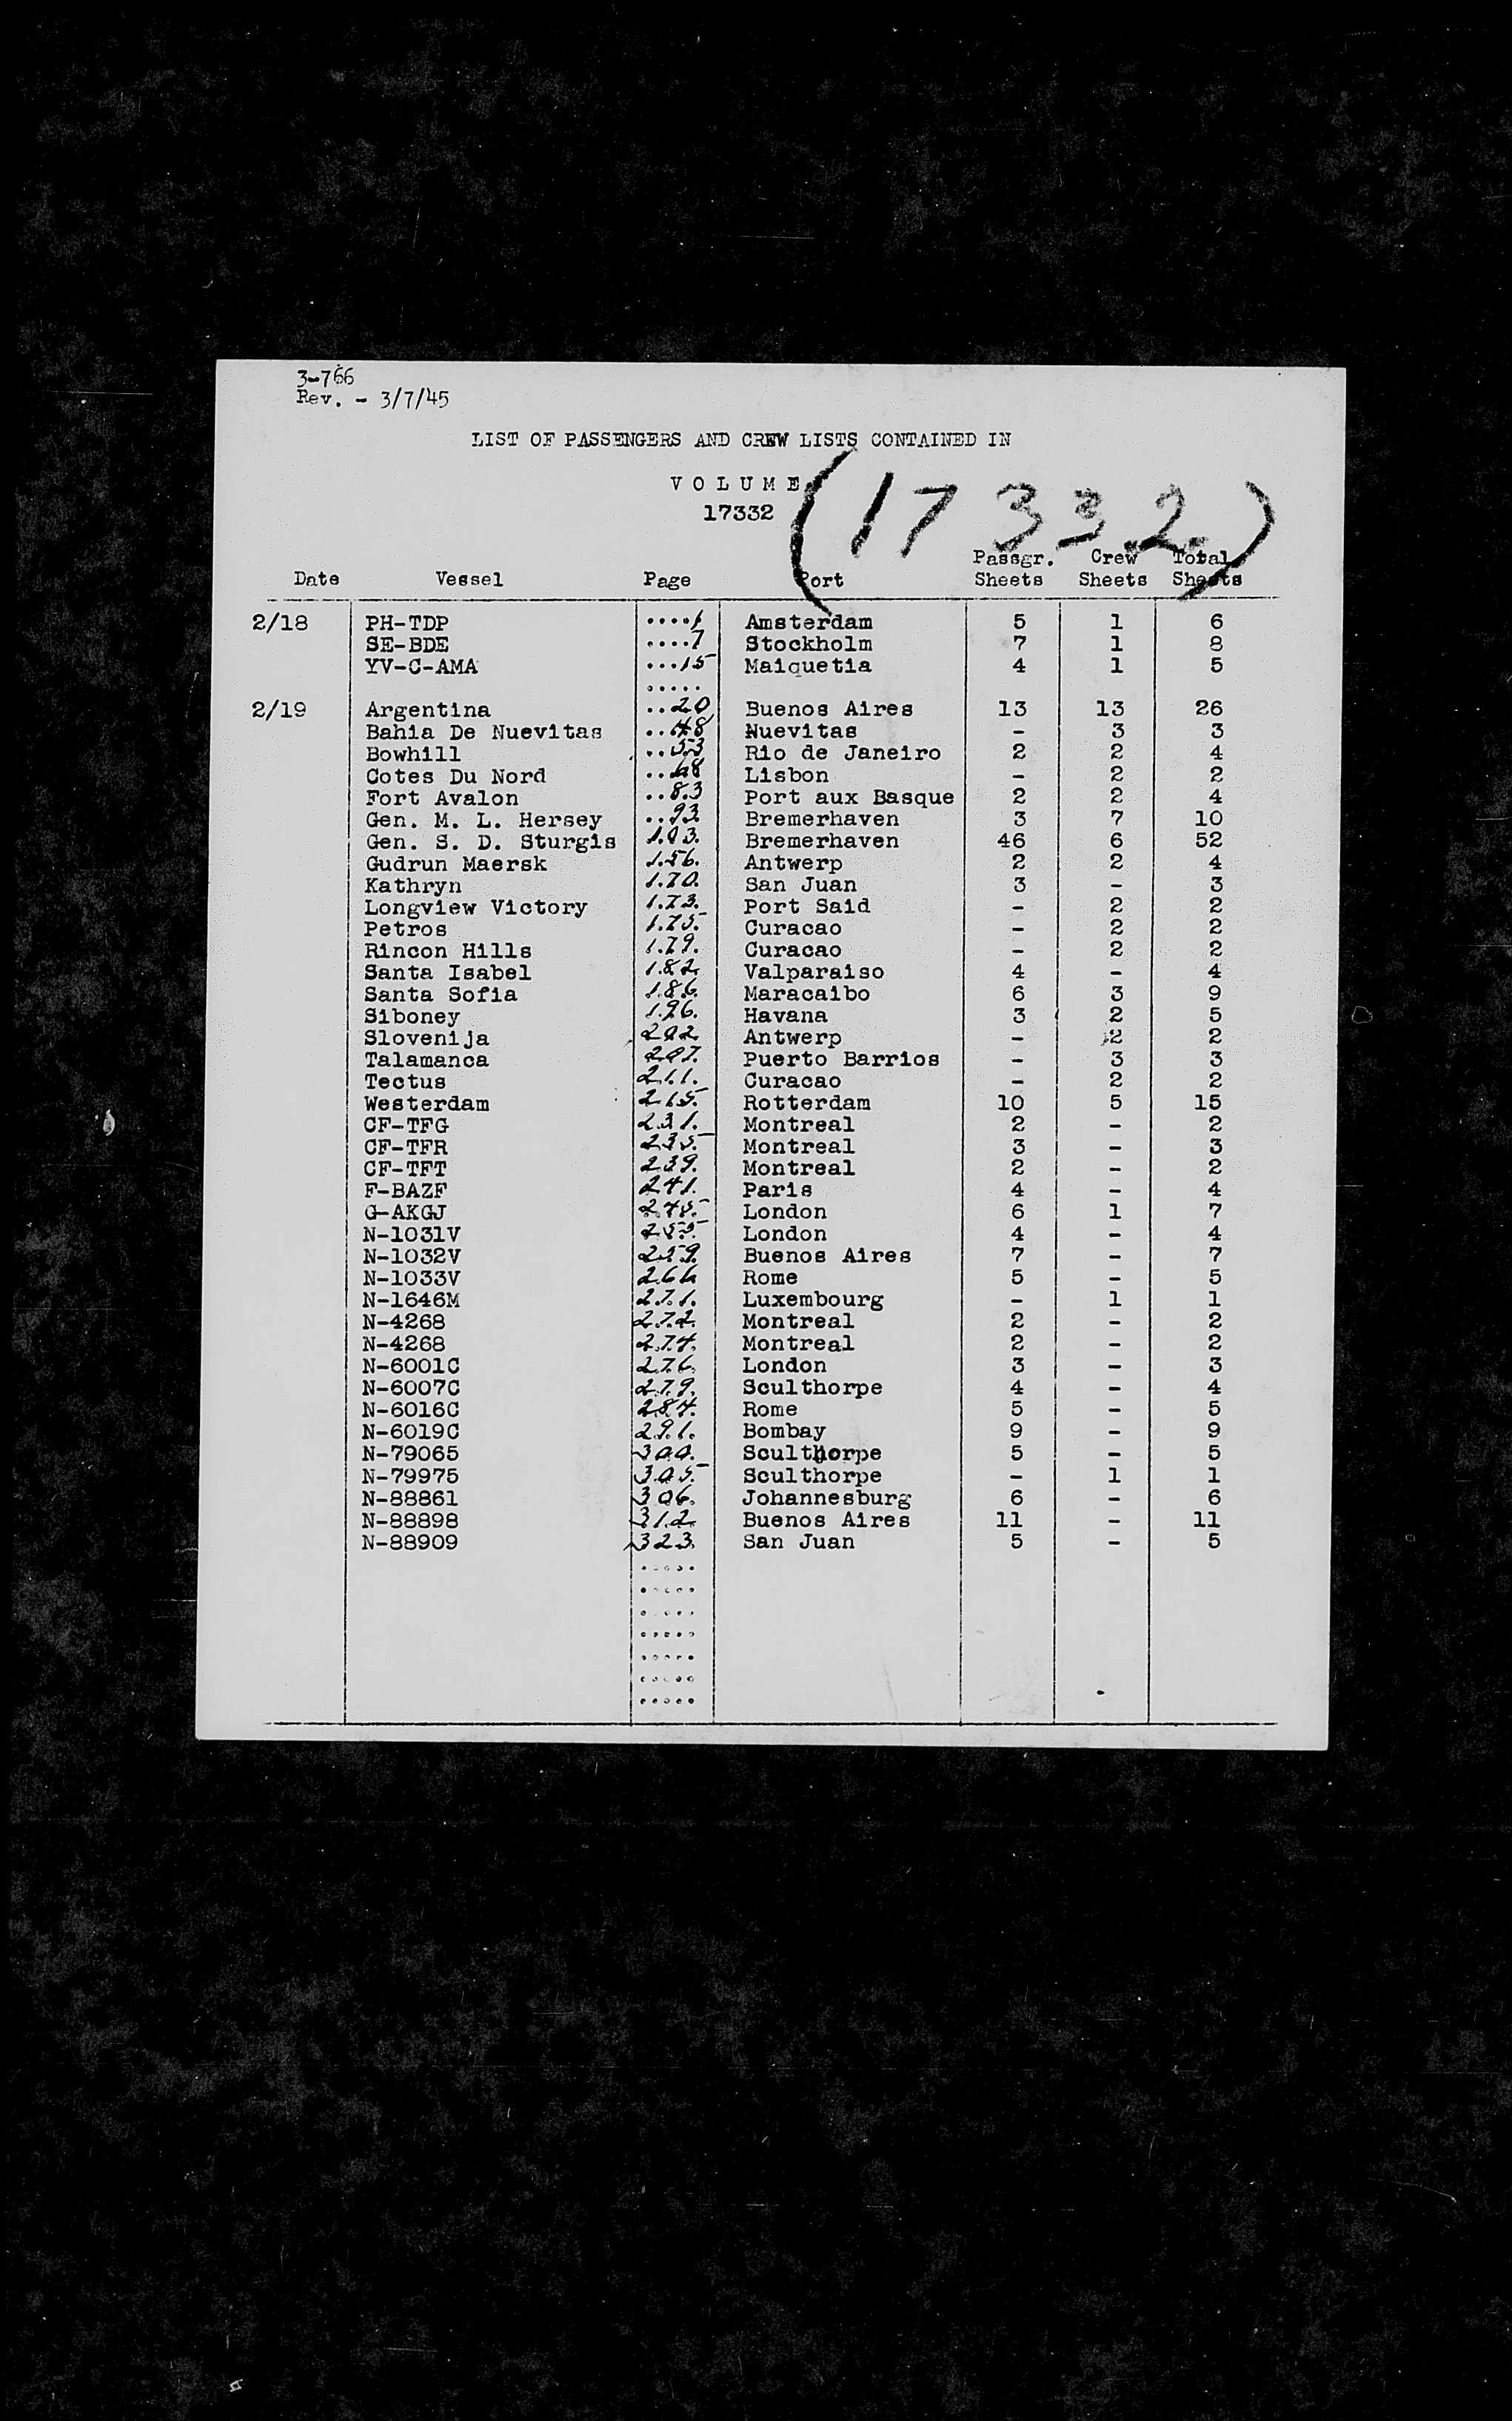 3-766
Rev. - 3/7/45
LIST OF PASSENGERS AND CREW LISTS CONTAINED IN
VOLUME
17332 (17332)
Date Vessel Page Port Passgr. Sheets Crew Sheets Total Sheets
2/18 PH-TDP ....1 Amsterdam 5 1 6
SE-BDE ....7 Stockholm 7 1 8
YV-C-AMA ...15 Maiquetia 4 1 5
.....
2/19 Argentina ..20 Buenos Aires 13 13 26
Bahia De Nuevitas ..48 Nuevitas - 3 3
Bowhill ..53 Rio de Janeiro 2 2 4
Cotes Du Nord ..68 Lisbon - 2 2
Fort Avalon ..83 Port aux Basque 2 2 4
Gen. M. L. Hersey ..93. Bremerhaven 3 7 10
Gen. S. D. Sturgis 103. Bremerhaven 46 6 52
Gudrun Maersk 156. Antwerp 2 2 4
Kathryn 170. San Juan 3 - 3
Longview Victory 173. Port Said - 2 2
Petros 175. Curacao - 2 2
Rincon Hills 179. Curacao - 2 2
Santa Isabel 182. Valparaiso 4 - 4
Santa Sofia 186. Maracaibo 6 3 9
Siboney 196. Havana 3 2 5
Slovenija 202. Antwerp - 2 2
Talamanca 207. Puerto Barrios - 3 3
Tectus 211. Curacao - 2 2
Westerdam 215. Rotterdam 10 5 15
CF-TFG 231. Montreal 2 - 2
CF-TFR 235. Montreal 3 - 3
CF-TFT 239. Montreal 2 - 2
F-BAZF 241. Paris 4 - 4
G-AKGJ 245. London 6 1 7
N-1031V 255. London 4 - 4
N-1032V 259. Buenos Aires 7 - 7
N-1033V 266 Rome 5 - 5
N-1646M 271. Luxembourg - 1 1
N-4268 272. Montreal 2 - 2
N-4268 274. Montreal 2 - 2
N-6001C 276. London 3 - 3
N-6007C 279. Sculthorpe 4 - 4
N-6016C 284. Rome 5 - 5
N-6019C 291. Bombay 9 - 9
N-79065 300. Sculthorpe 5 - 5
N-79975 305. Sculthorpe - 1 1
N-88861 306. Johannesburg 6 - 6
N-88898 312 Buenos Aires 11 - 11
N-88909 323. San Juan 5 - 5
.....
.....
.....
.....
.....
.....
.....